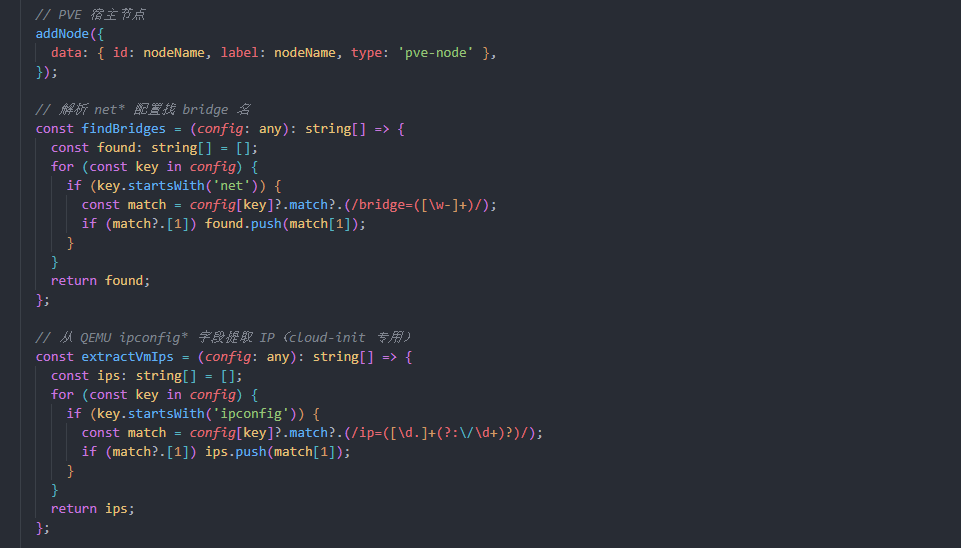 // PVE 宿主节点
addNode({
  data: { id: nodeName, label: nodeName, type: 'pve-node' },
});

// 解析 net* 配置找 bridge 名
const findBridges = (config: any): string[] => {
  const found: string[] = [];
  for (const key in config) {
    if (key.startsWith('net')) {
      const match = config[key]?.match?.(/bridge=([\w-]+)/);
      if (match?.[1]) found.push(match[1]);
    }
  }
  return found;
};

// 从 QEMU ipconfig* 字段提取 IP（cloud-init 专用）
const extractVmIps = (config: any): string[] => {
  const ips: string[] = [];
  for (const key in config) {
    if (key.startsWith('ipconfig')) {
      const match = config[key]?.match?.(/ip=([\d.]+(?:\/\d+)?)/);
      if (match?.[1]) ips.push(match[1]);
    }
  }
  return ips;
};